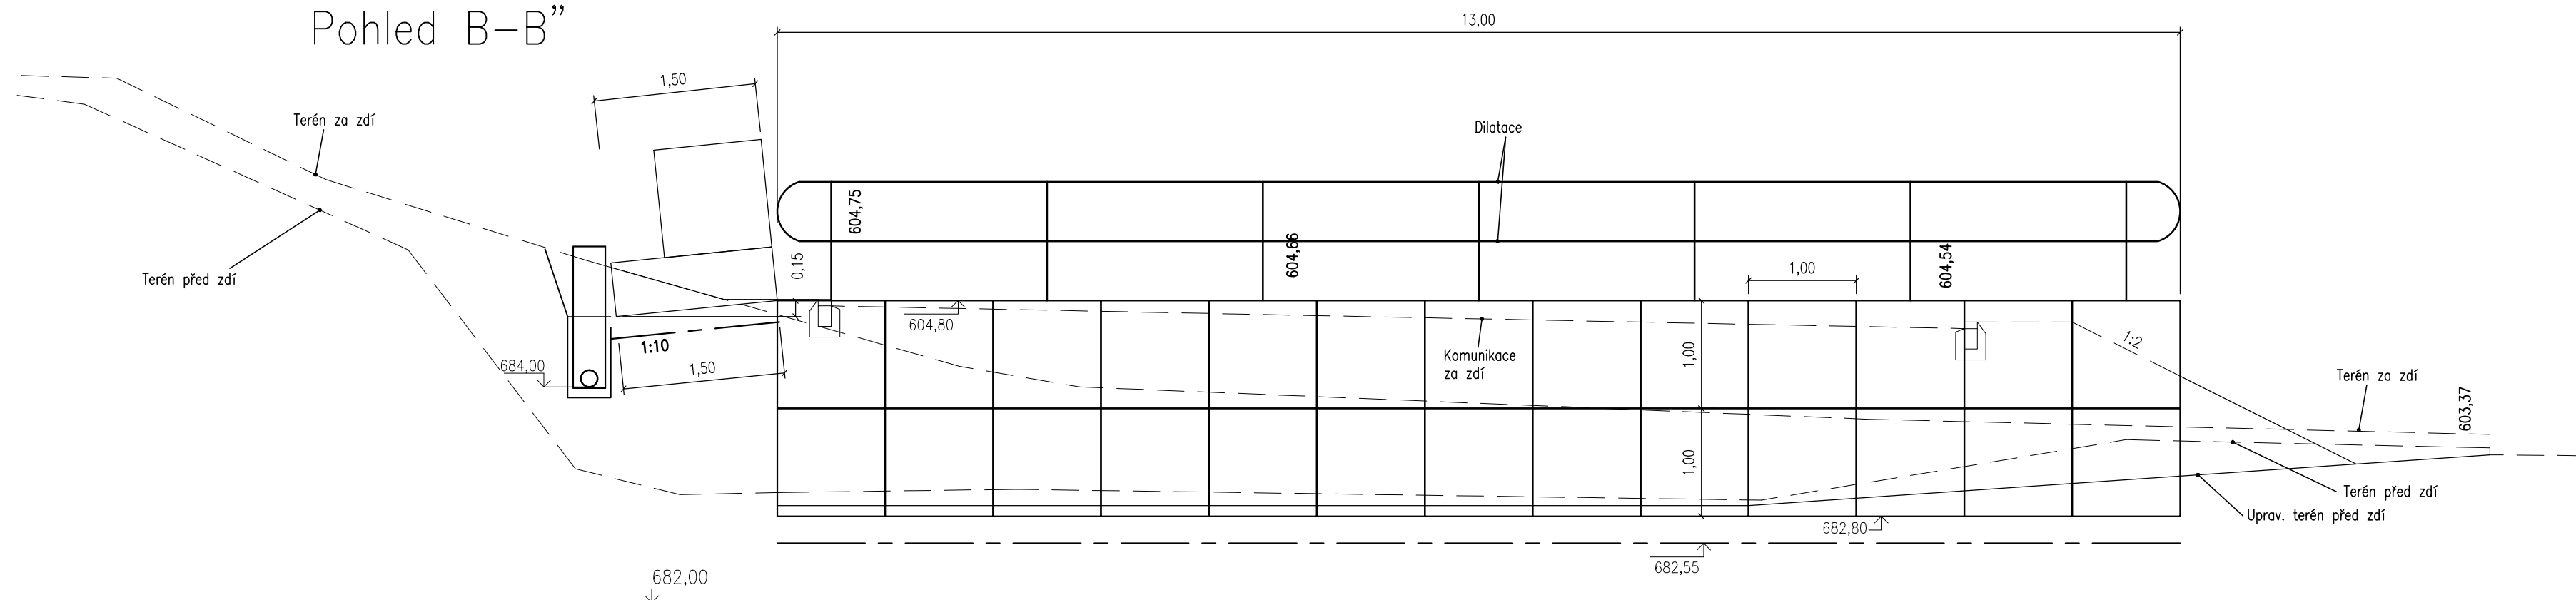 Pohled B-B”
13,00
1,50
Terén za zdí
Dilatace
604,75
604,66
604,54
0,15
1,00
Terén před zdí
604,80
1:10
1,50
684,00
Komunikace
za zdí
1,00
1:2
Terén za zdí
603,37
1,00
Terén před zdí
Uprav. terén před zdí
682,80
682,55
682,00